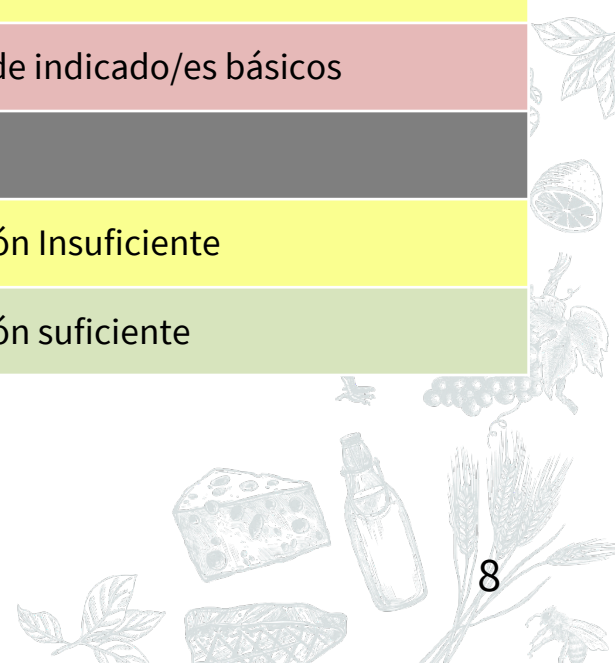 de indicado/es básicos
ón Insuficiente
ón suficiente
8